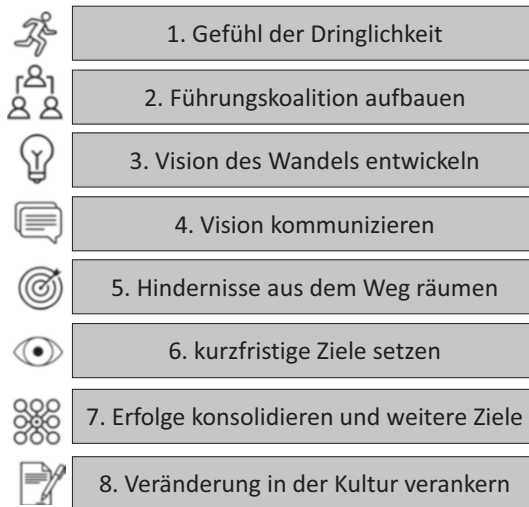 1. Gefühl der Dringlichkeit
2. Führungskoalition aufbauen
3. Vision des Wandels entwickeln
4. Vision kommunizieren
5. Hindernisse aus dem Weg räumen
6. kurzfristige Ziele setzen
7. Erfolge konsolidieren und weitere Ziele
8. Veränderung in der Kultur verankern